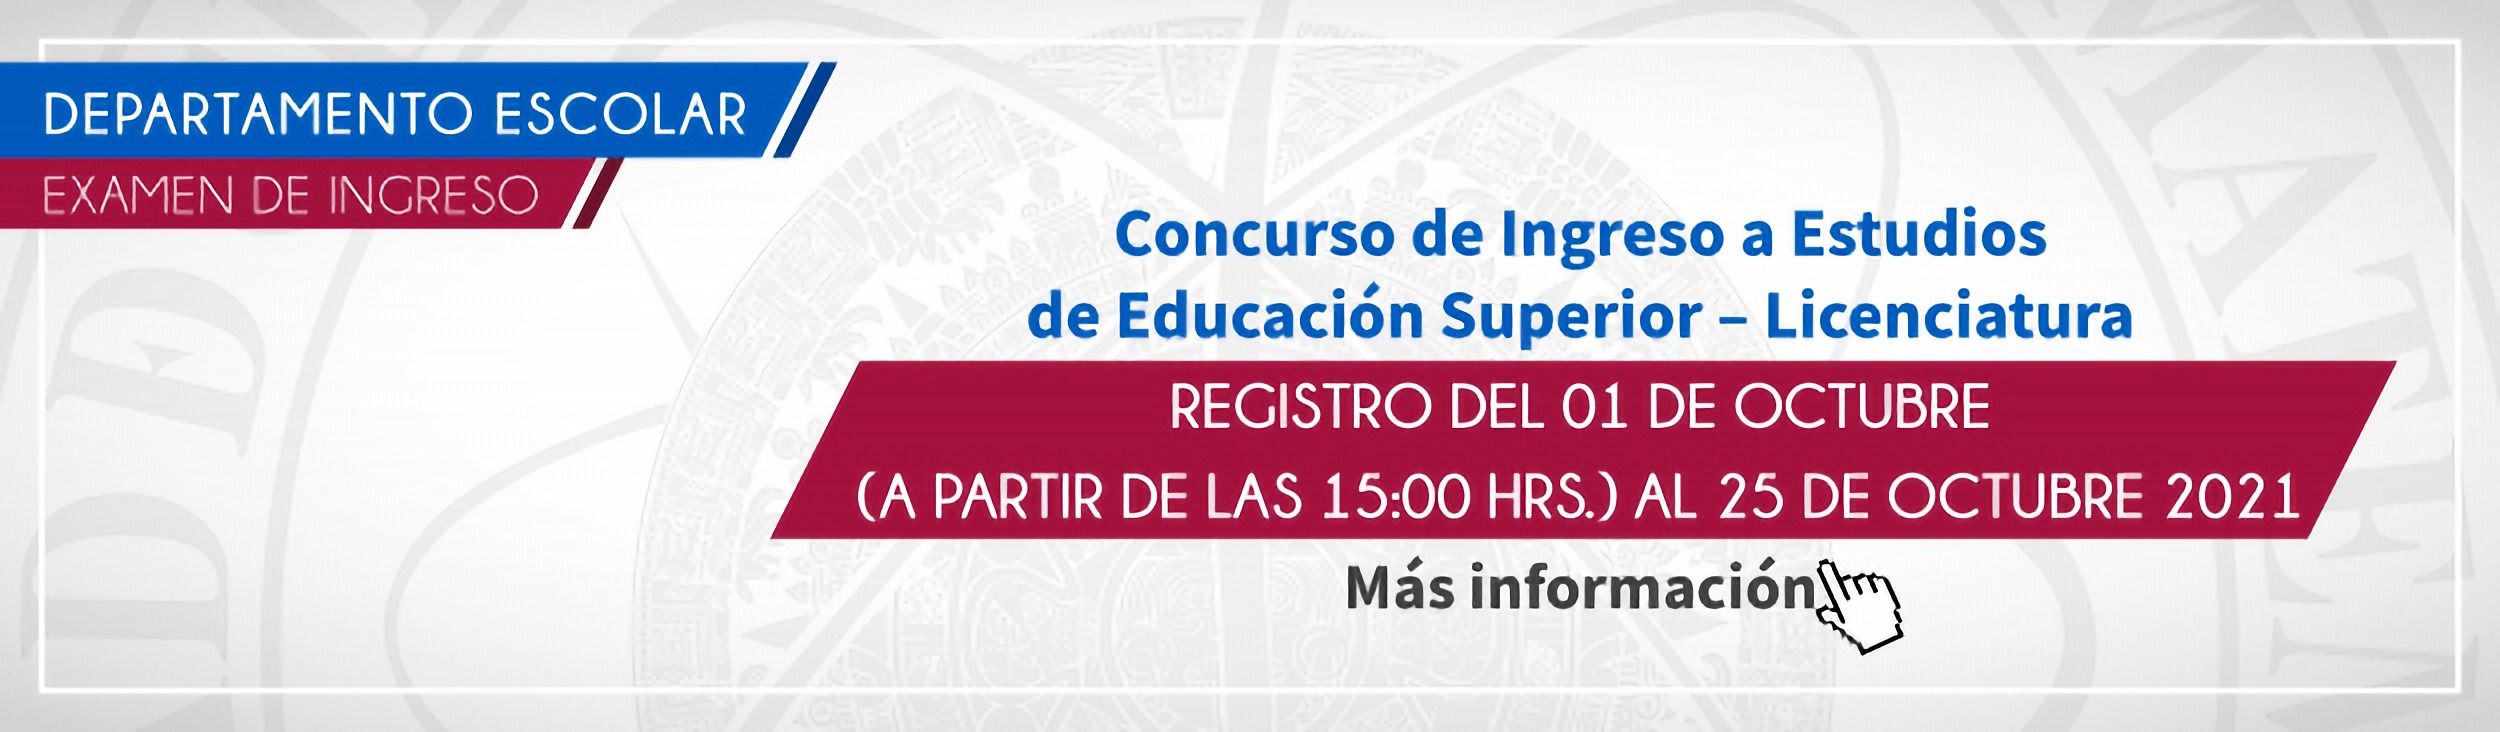 DEPARTAMENTO ESCOLAR
EXAMEN DE INGRESO
Concurso de Ingreso a Estudios
de Educación Superior – Licenciatura
REGISTRO DEL 01 DE OCTUBRE
(A PARTIR DE LAS 15:00 HRS.) AL 25 DE OCTUBRE 2021
Más información